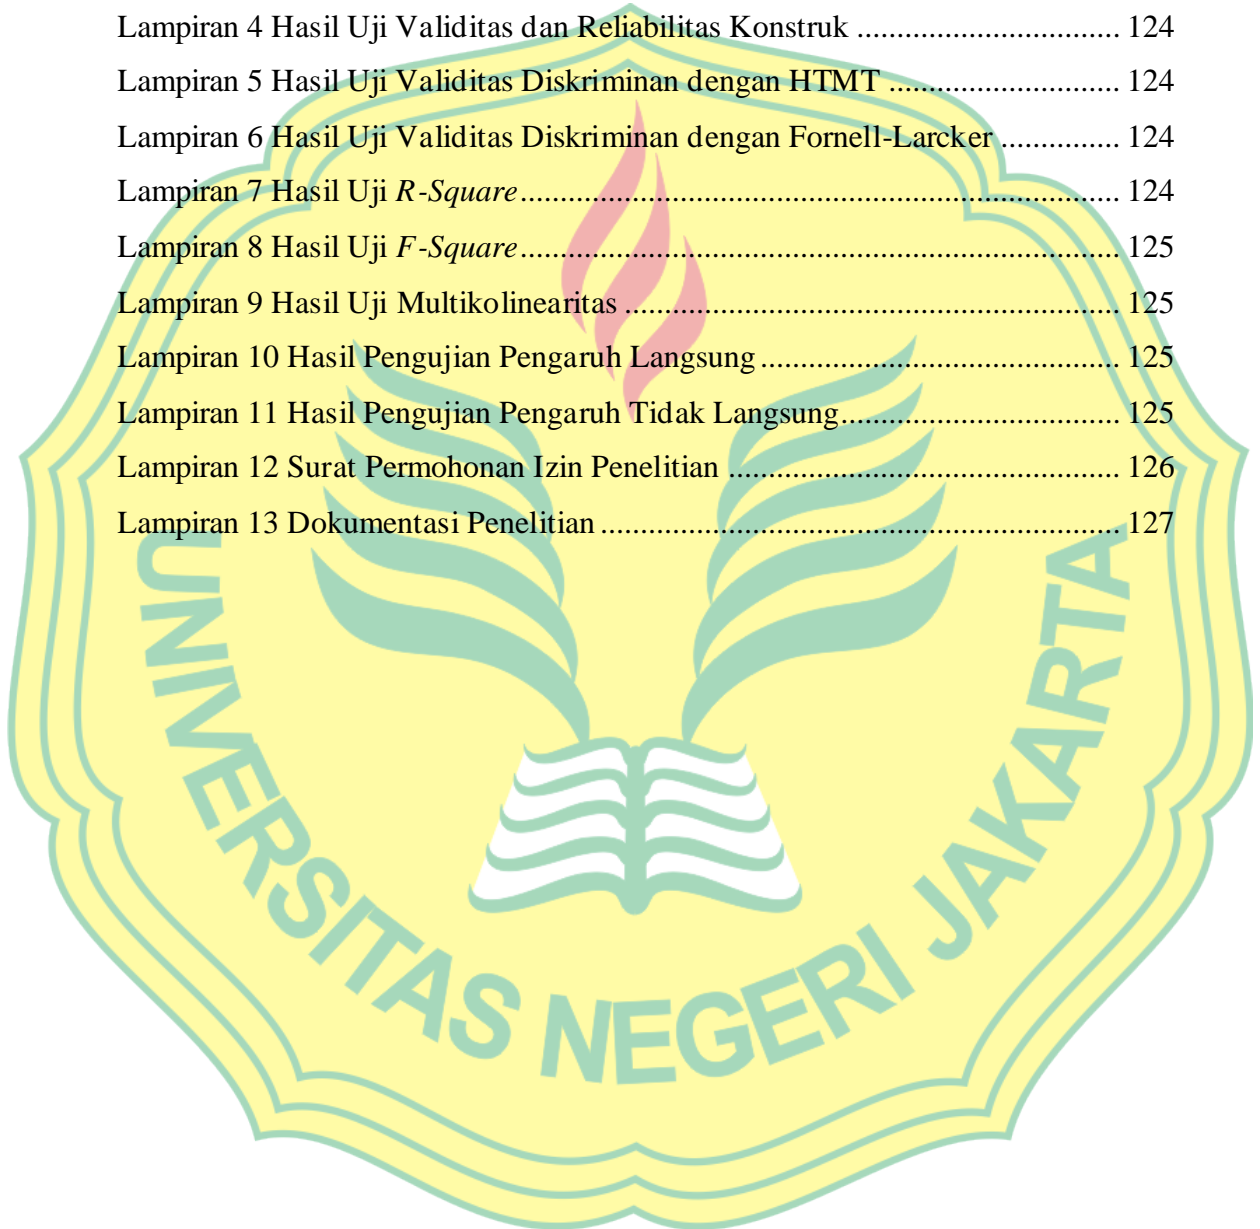 Lampiran 4 Hasil Uji Validitas dan Reliabilitas Konstruk ................................. 124
Lampiran 5 Hasil Uji Validitas Diskriminan dengan HTMT ............................. 124
Lampiran 6 Hasil Uji Validitas Diskriminan dengan Fornell-Larcker ............... 124
Lampiran 7 Hasil Uji R-Square........................................................................... 124
Lampiran 8 Hasil Uji F-Square........................................................................... 125
Lampiran 9 Hasil Uji Multikolinearitas .............................................................. 125
Lampiran 10 Hasil Pengujian Pengaruh Langsung ............................................. 125
Lampiran 11 Hasil Pengujian Pengaruh Tidak Langsung................................... 125
Lampiran 12 Surat Permohonan Izin Penelitian ................................................. 126
Lampiran 13 Dokumentasi Penelitian ................................................................. 127
UNIVERSITAS NEGERI JAKARTA